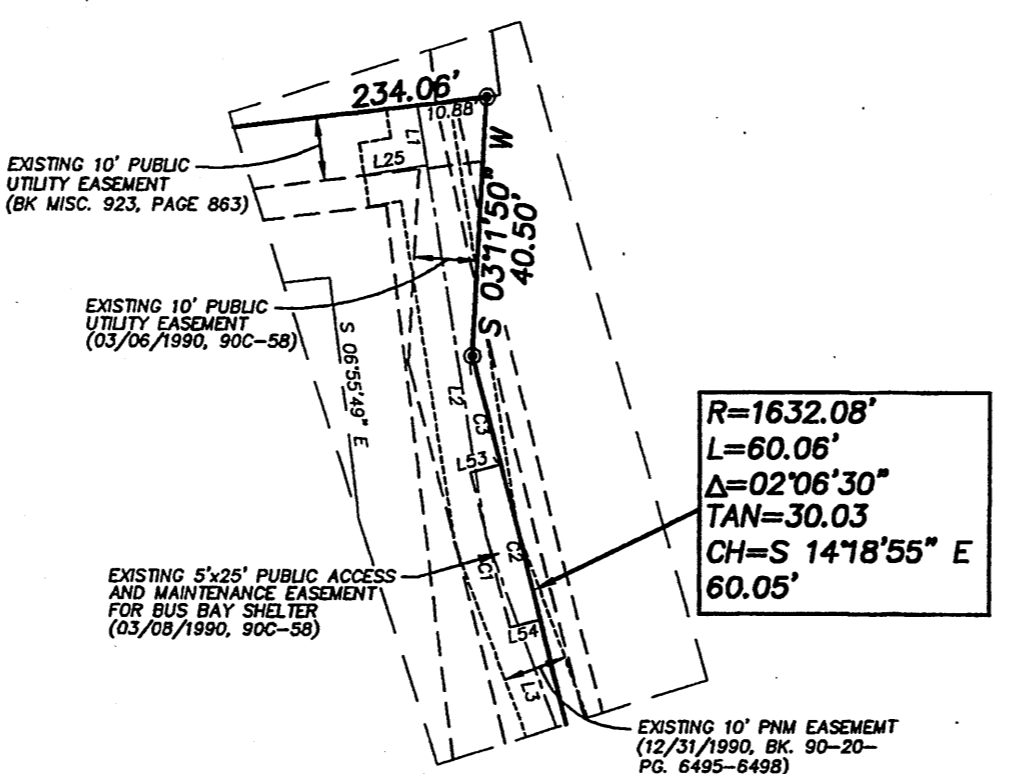 234.06'
10.88'
L1
L25
EXISTING 10' PUBLIC
UTILITY EASEMENT
(BK MISC. 923, PAGE 863)
S 03°11'50" W
40.50'
EXISTING 10' PUBLIC
UTILITY EASEMENT
(03/06/1990, 90C-58)
S 06°55'49" E
L2
C3
L53
R=1632.08'
L=60.06'
Δ=02°06'30"
TAN=30.03
CH=S 14°18'55" E
60.05'
C2
C1
EXISTING 5'x25' PUBLIC ACCESS
AND MAINTENANCE EASEMENT
FOR BUS BAY SHELTER
(03/08/1990, 90C-58)
L54
L3
EXISTING 10' PNM EASEMEMT
(12/31/1990, BK. 90-20-
PG. 6495-6498)